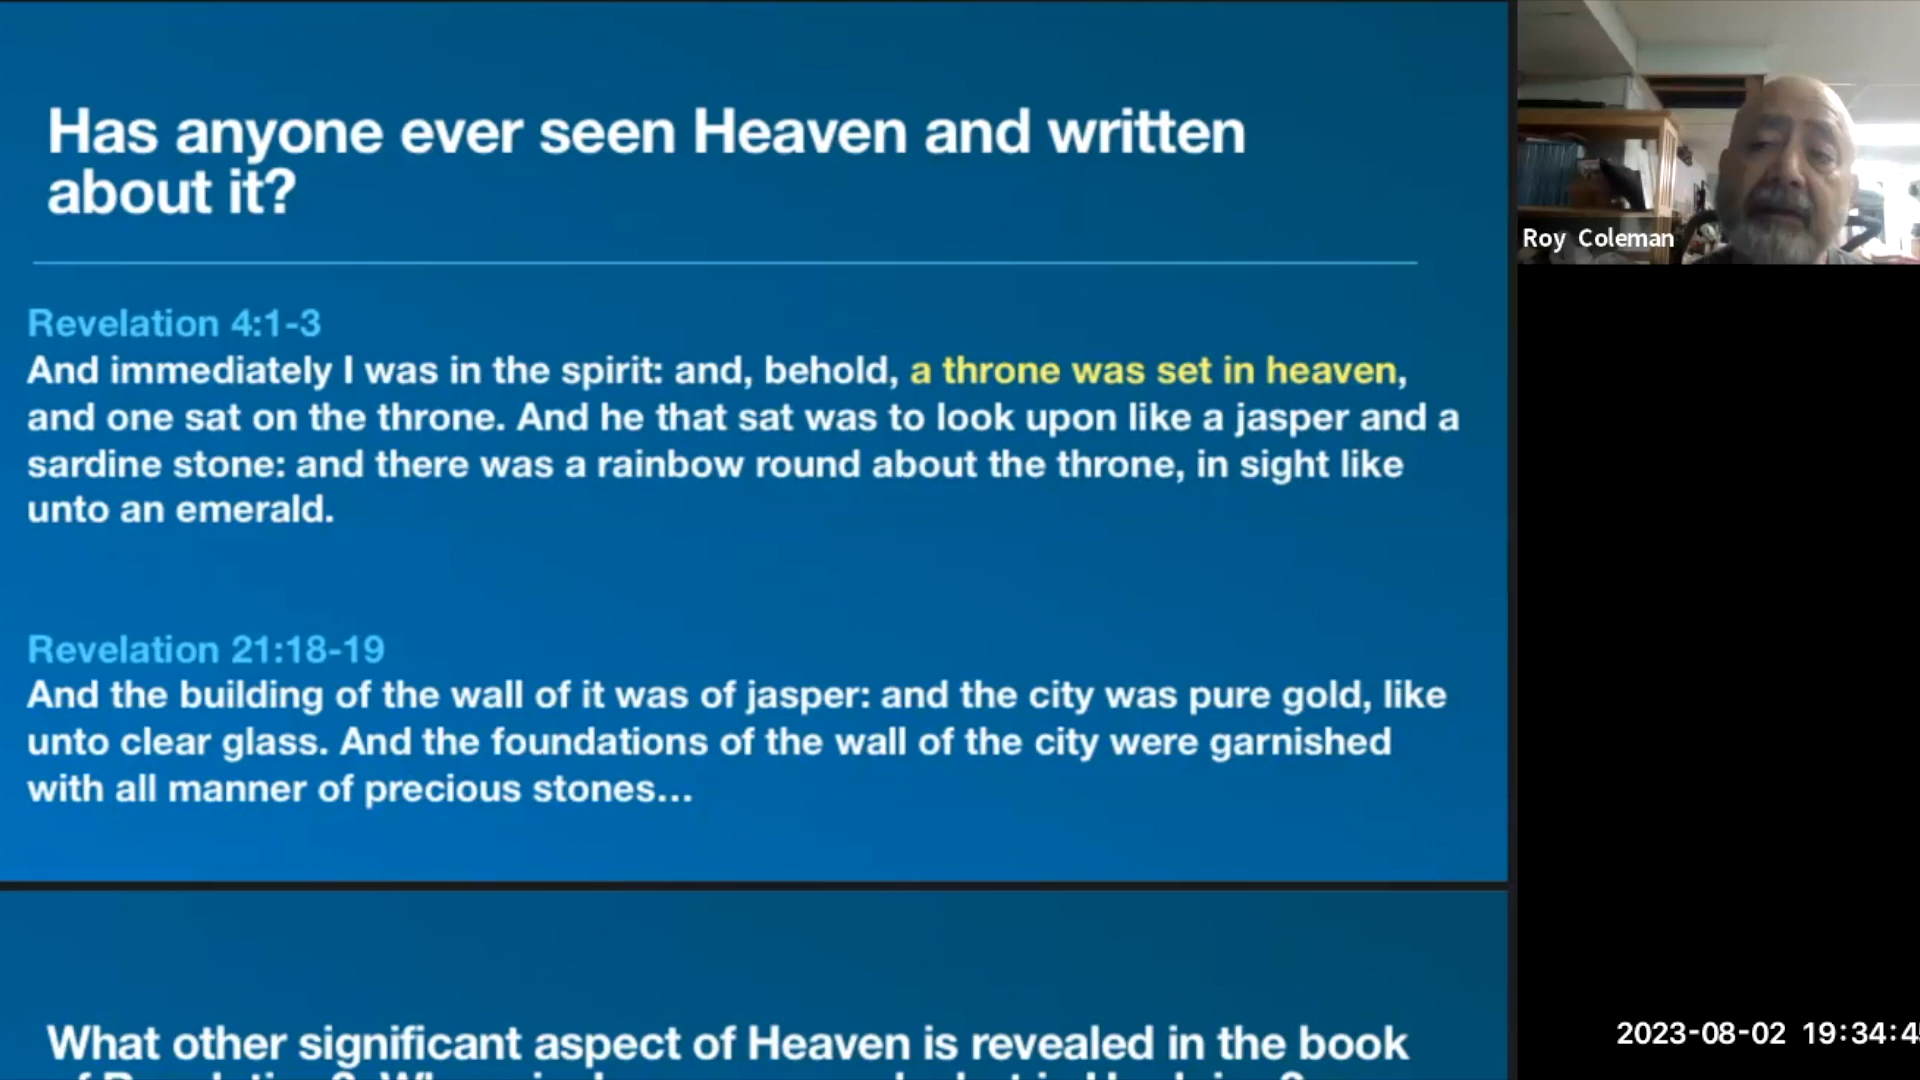 Has anyone ever seen Heaven and written
about it?
Revelation 4:1-3
And immediately I was in the spirit: and, behold, a throne was set in heaven,
and one sat on the throne. And he that sat was to look upon like a jasper and a
sardine stone: and there was a rainbow round about the throne, in sight like
unto an emerald.
Revelation 21:18-19
And the building of the wall of it was of jasper: and the city was pure gold, like
unto clear glass. And the foundations of the wall of the city were garnished
with all manner of precious stones...
What other significant aspect of Heaven is revealed in the book
Roy Coleman
2023-08-02 19:34:4